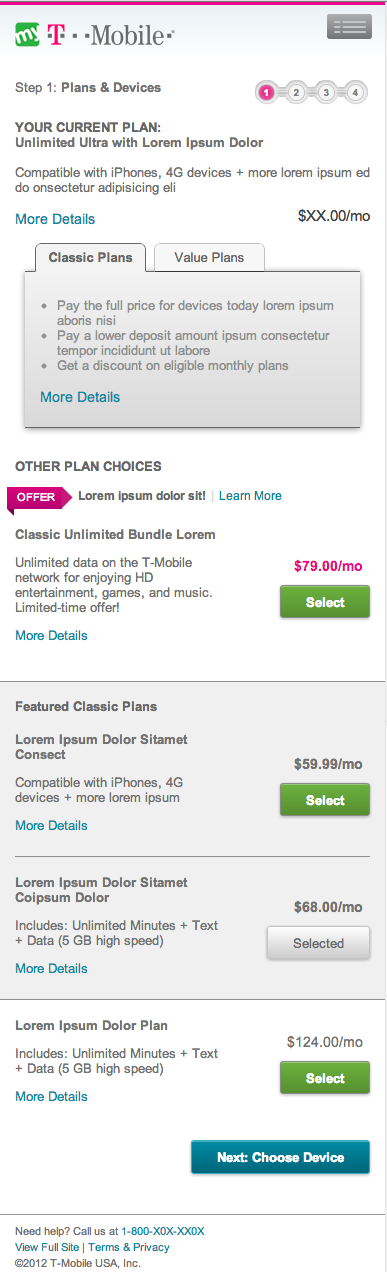 my T · · Mobile ·
Step 1: Plans & Devices
1 2 3 4
YOUR CURRENT PLAN:
Unlimited Ultra with Lorem Ipsum Dolor
Compatible with iPhones, 4G devices + more lorem ipsum ed
do onsectetur adipisicing eli
More Details $XX.00/mo
Classic Plans Value Plans
• Pay the full price for devices today lorem ipsum
aboris nisi
• Pay a lower deposit amount ipsum consectetur
tempor incididunt ut labore
• Get a discount on eligible monthly plans
More Details
OTHER PLAN CHOICES
OFFER Lorem ipsum dolor sit! | Learn More
Classic Unlimited Bundle Lorem
Unlimited data on the T-Mobile
network for enjoying HD
entertainment, games, and music.
Limited-time offer!
$79.00/mo
Select
More Details
Featured Classic Plans
Lorem Ipsum Dolor Sitamet
Consect
$59.99/mo
Compatible with iPhones, 4G
devices + more lorem ipsum
Select
More Details
Lorem Ipsum Dolor Sitamet
Coipsum Dolor
$68.00/mo
Includes: Unlimited Minutes + Text
+ Data (5 GB high speed)
Selected
More Details
Lorem Ipsum Dolor Plan
$124.00/mo
Includes: Unlimited Minutes + Text
+ Data (5 GB high speed)
Select
More Details
Next: Choose Device
Need help? Call us at 1-800-X0X-XX0X
View Full Site | Terms & Privacy
©2012 T-Mobile USA, Inc.